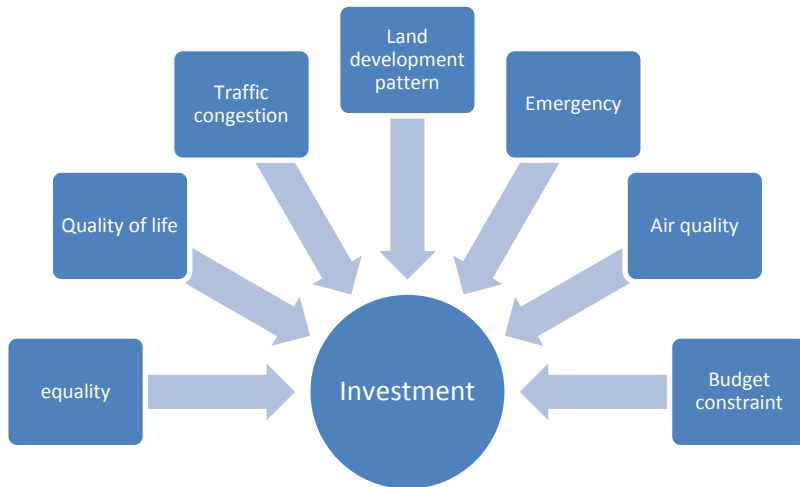 Land
development
pattern
Traffic
congestion
Emergency
Quality of life
Air quality
equality
Investment
Budget
constraint